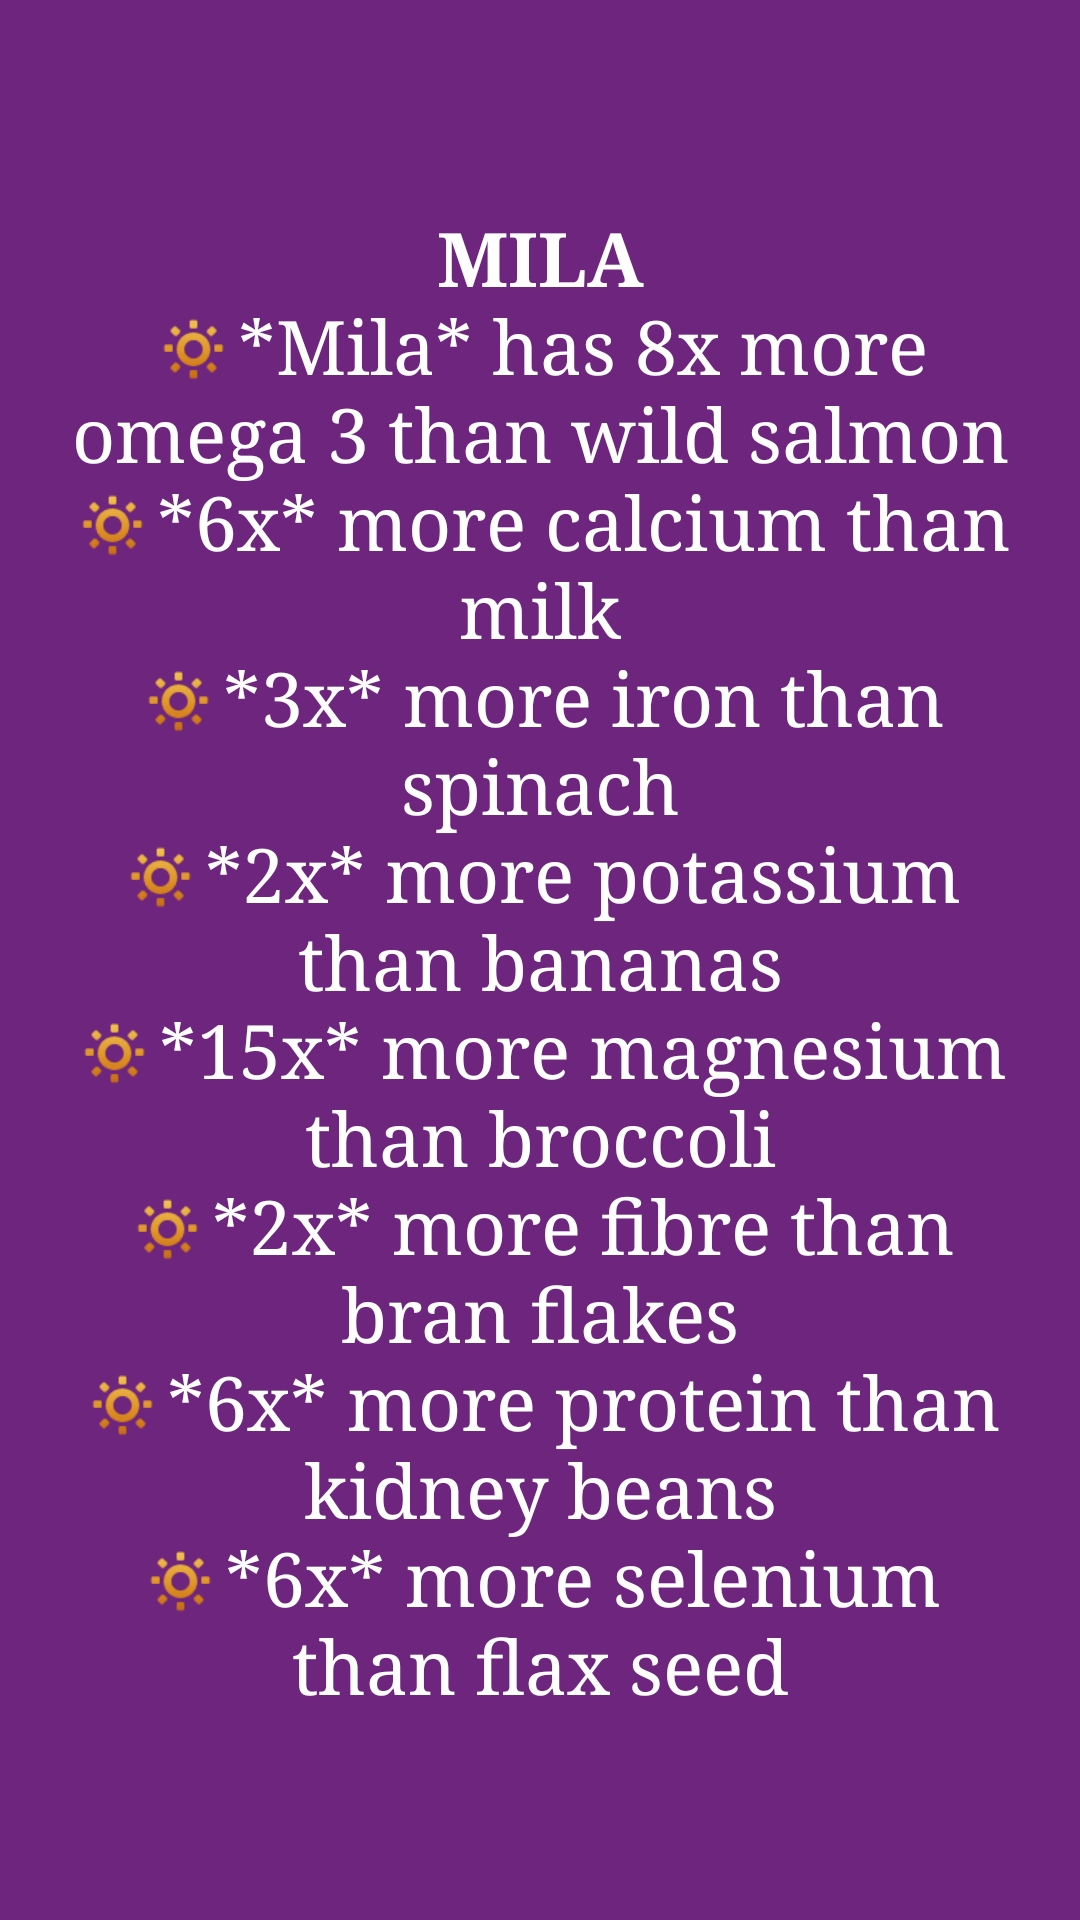 MILA
🔅*Mila* has 8x more
omega 3 than wild salmon
🔅*6x* more calcium than
milk
🔅*3x* more iron than
spinach
🔅*2x* more potassium
than bananas
🔅*15x* more magnesium
than broccoli
🔅*2x* more fibre than
bran flakes
🔅*6x* more protein than
kidney beans
🔅*6x* more selenium
than flax seed